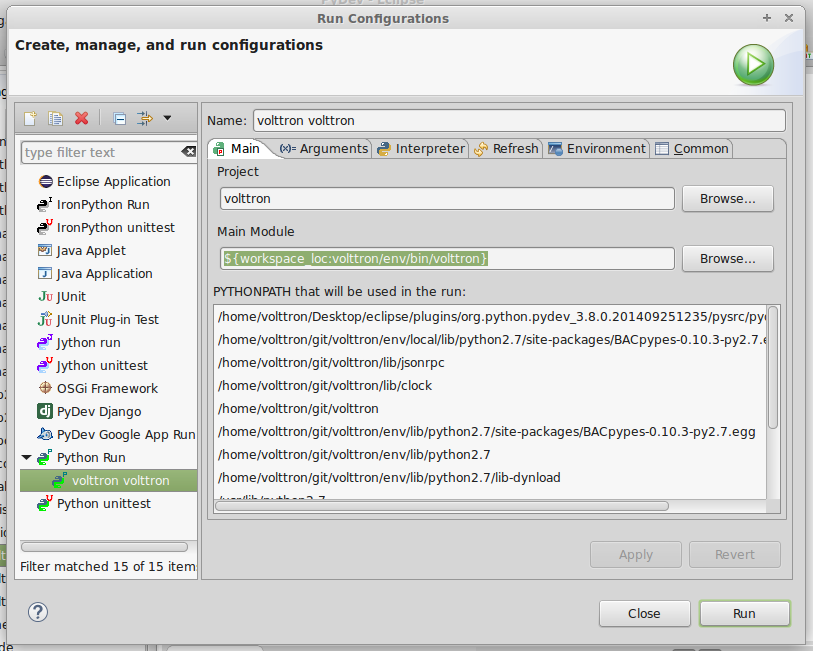 PyDev - Eclipse
Run Configurations
Create, manage, and run configurations
Name: volttron volttron
type filter text
Main
(x)= Arguments
Interpreter
Refresh
Environment
Common
Eclipse Application
IronPython Run
IronPython unittest
Java Applet
Java Application
JUnit
JUnit Plug-in Test
Jython run
Jython unittest
OSGi Framework
PyDev Django
PyDev Google App Run
Python Run
volttron volttron
Python unittest
Filter matched 15 of 15 item
Project
volttron
Browse...
Main Module
${workspace_loc:volttron/env/bin/volttron}
Browse...
PYTHONPATH that will be used in the run:
/home/volttron/Desktop/eclipse/plugins/org.python.pydev_3.8.0.201409251235/pysrc/pyd
/home/volttron/git/volttron/env/local/lib/python2.7/site-packages/BACpypes-0.10.3-py2.7.e
/home/volttron/git/volttron/lib/jsonrpc
/home/volttron/git/volttron/lib/clock
/home/volttron/git/volttron
/home/volttron/git/volttron/env/lib/python2.7/site-packages/BACpypes-0.10.3-py2.7.egg
/home/volttron/git/volttron/env/lib/python2.7
/home/volttron/git/volttron/env/lib/python2.7/lib-dynload
/usr/lib/python2.7
Apply
Revert
?
Close
Run